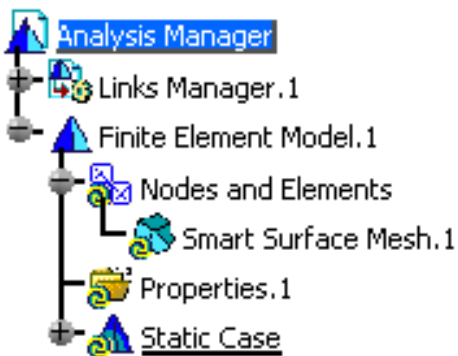 Analysis Manager
Links Manager.1
Finite Element Model.1
Nodes and Elements
Smart Surface Mesh.1
Properties.1
Static Case